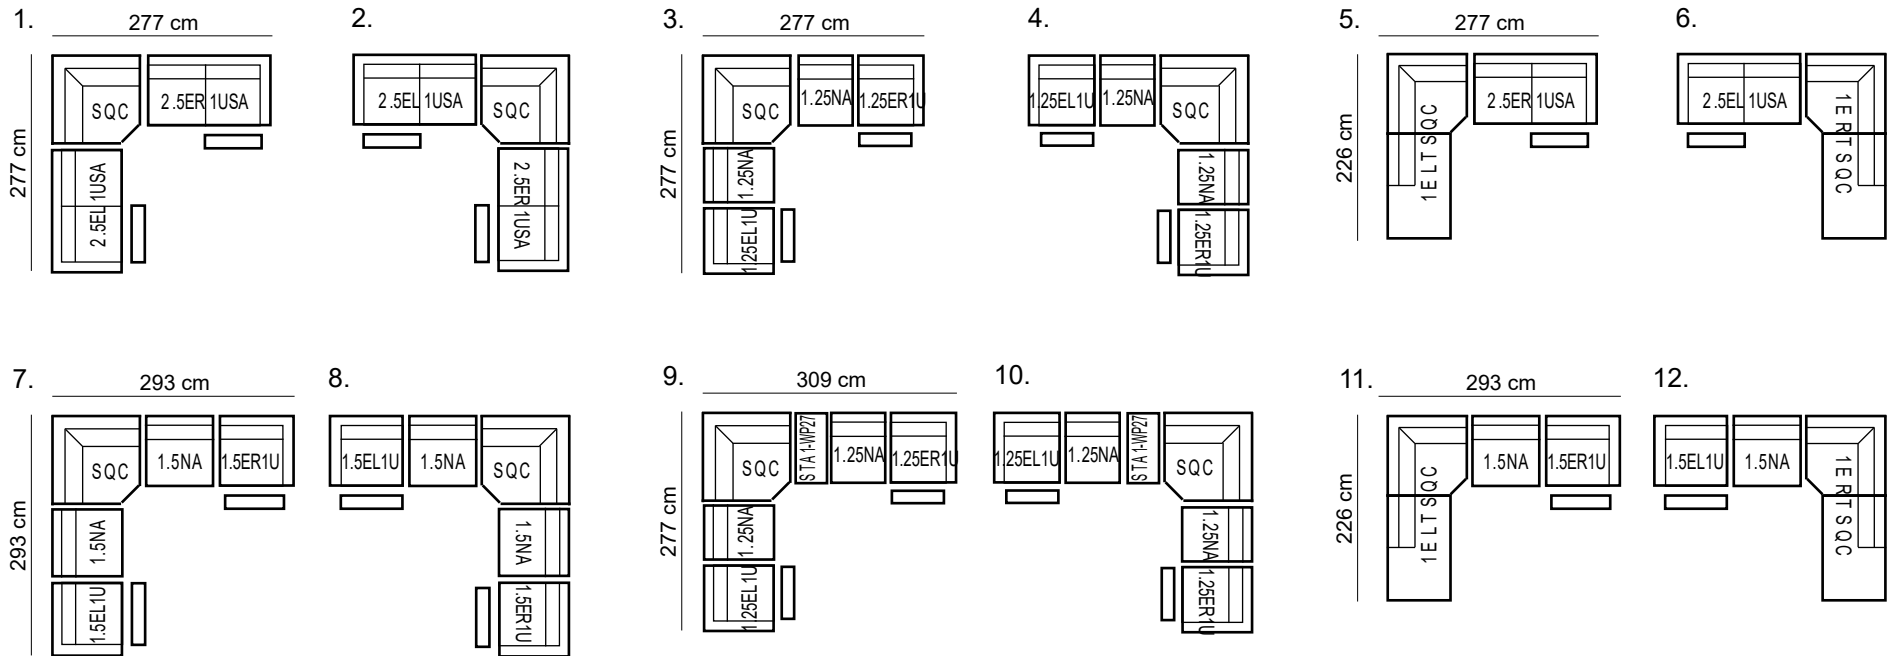 1.
277 cm
2.
3.
277 cm
4.
5.
277 cm
6.
277 cm
SQC
2.5ER 1USA
2.5EL 1USA
2.5EL 1USA
SQC
2.5ER 1USA
277 cm
SQC
1.25NA
1.25ER1U
1.25NA
1.25EL1U
1.25EL1U
1.25NA
SQC
1.25NA
1.25ER1U
226 cm
1ELTSQC
2.5ER 1USA
2.5EL 1USA
1ERTSQC
7.
293 cm
8.
9.
309 cm
10.
11.
293 cm
12.
293 cm
SQC
1.5NA
1.5ER1U
1.5NA
1.5EL1U
1.5EL1U
1.5NA
SQC
1.5NA
1.5ER1U
277 cm
SQC
STA1-WP27
1.25NA
1.25ER1U
1.25NA
1.25EL1U
1.25EL1U
1.25NA
STA1-WP27
SQC
1.25NA
1.25ER1U
226 cm
1ELTSQC
1.5NA
1.5ER1U
1.5EL1U
1.5NA
1ERTSQC